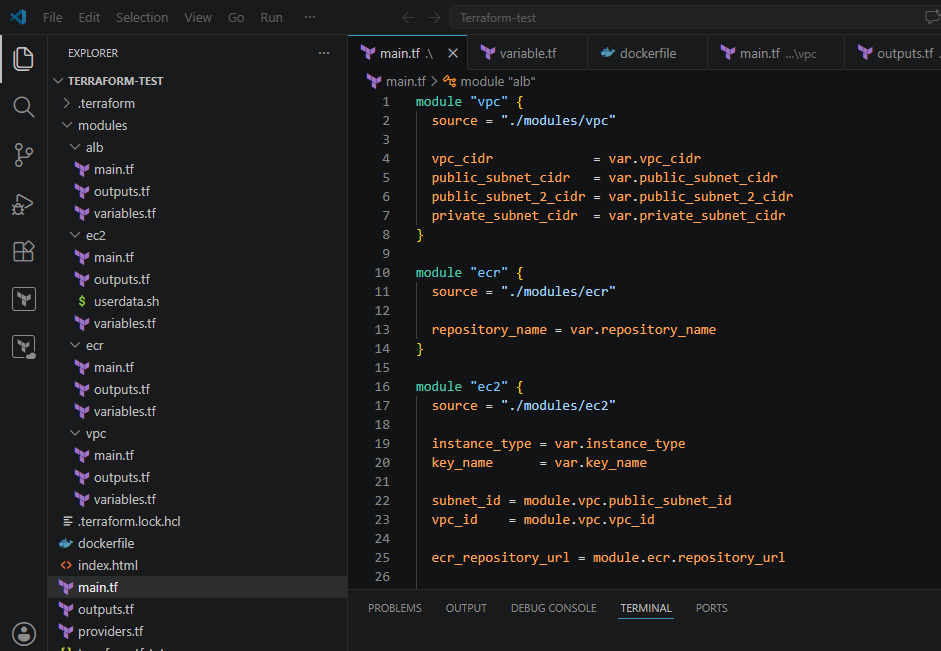 File Edit Selection View Go Run ···
Terraform-test
EXPLORER ···
TERRAFORM-TEST
.terraform
modules
alb
main.tf
outputs.tf
variables.tf
ec2
main.tf
outputs.tf
$ userdata.sh
variables.tf
ecr
main.tf
outputs.tf
variables.tf
vpc
main.tf
outputs.tf
variables.tf
.terraform.lock.hcl
dockerfile
<> index.html
main.tf
outputs.tf
providers.tf
main.tf .\ variable.tf dockerfile main.tf ...\vpc outputs.tf
main.tf > module "alb"
1 module "vpc" {
2 source = "./modules/vpc"
3
4 vpc_cidr = var.vpc_cidr
5 public_subnet_cidr = var.public_subnet_cidr
6 public_subnet_2_cidr = var.public_subnet_2_cidr
7 private_subnet_cidr = var.private_subnet_cidr
8 }
9
10 module "ecr" {
11 source = "./modules/ecr"
12
13 repository_name = var.repository_name
14 }
15
16 module "ec2" {
17 source = "./modules/ec2"
18
19 instance_type = var.instance_type
20 key_name = var.key_name
21
22 subnet_id = module.vpc.public_subnet_id
23 vpc_id = module.vpc.vpc_id
24
25 ecr_repository_url = module.ecr.repository_url
26
PROBLEMS OUTPUT DEBUG CONSOLE TERMINAL PORTS